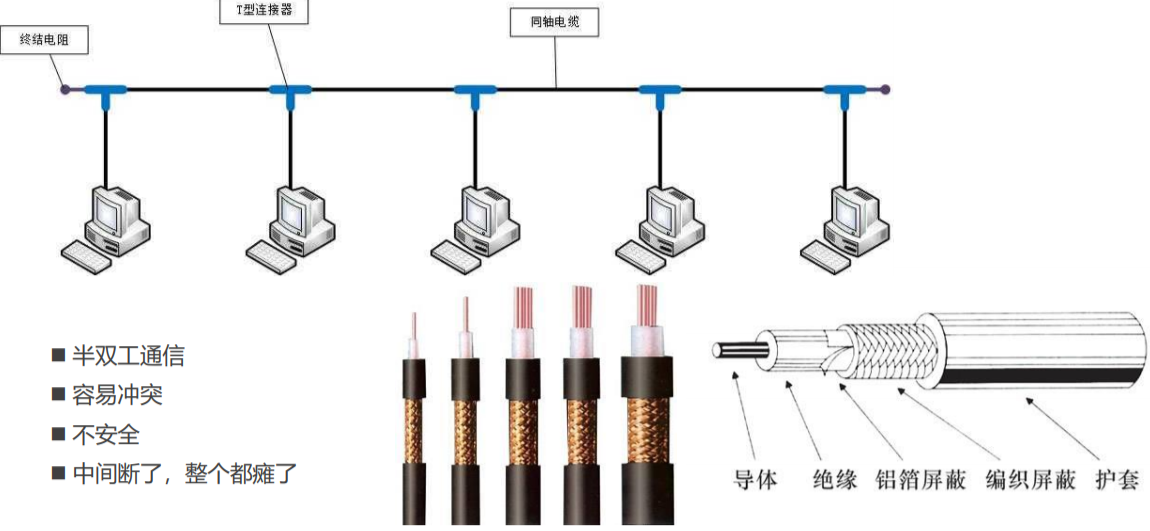 T型连接器
终结电阻
同轴电缆
■ 半双工通信
■ 容易冲突
■ 不安全
■ 中间断了，整个都瘫了
导体 绝缘 铝箔屏蔽 编织屏蔽 护套